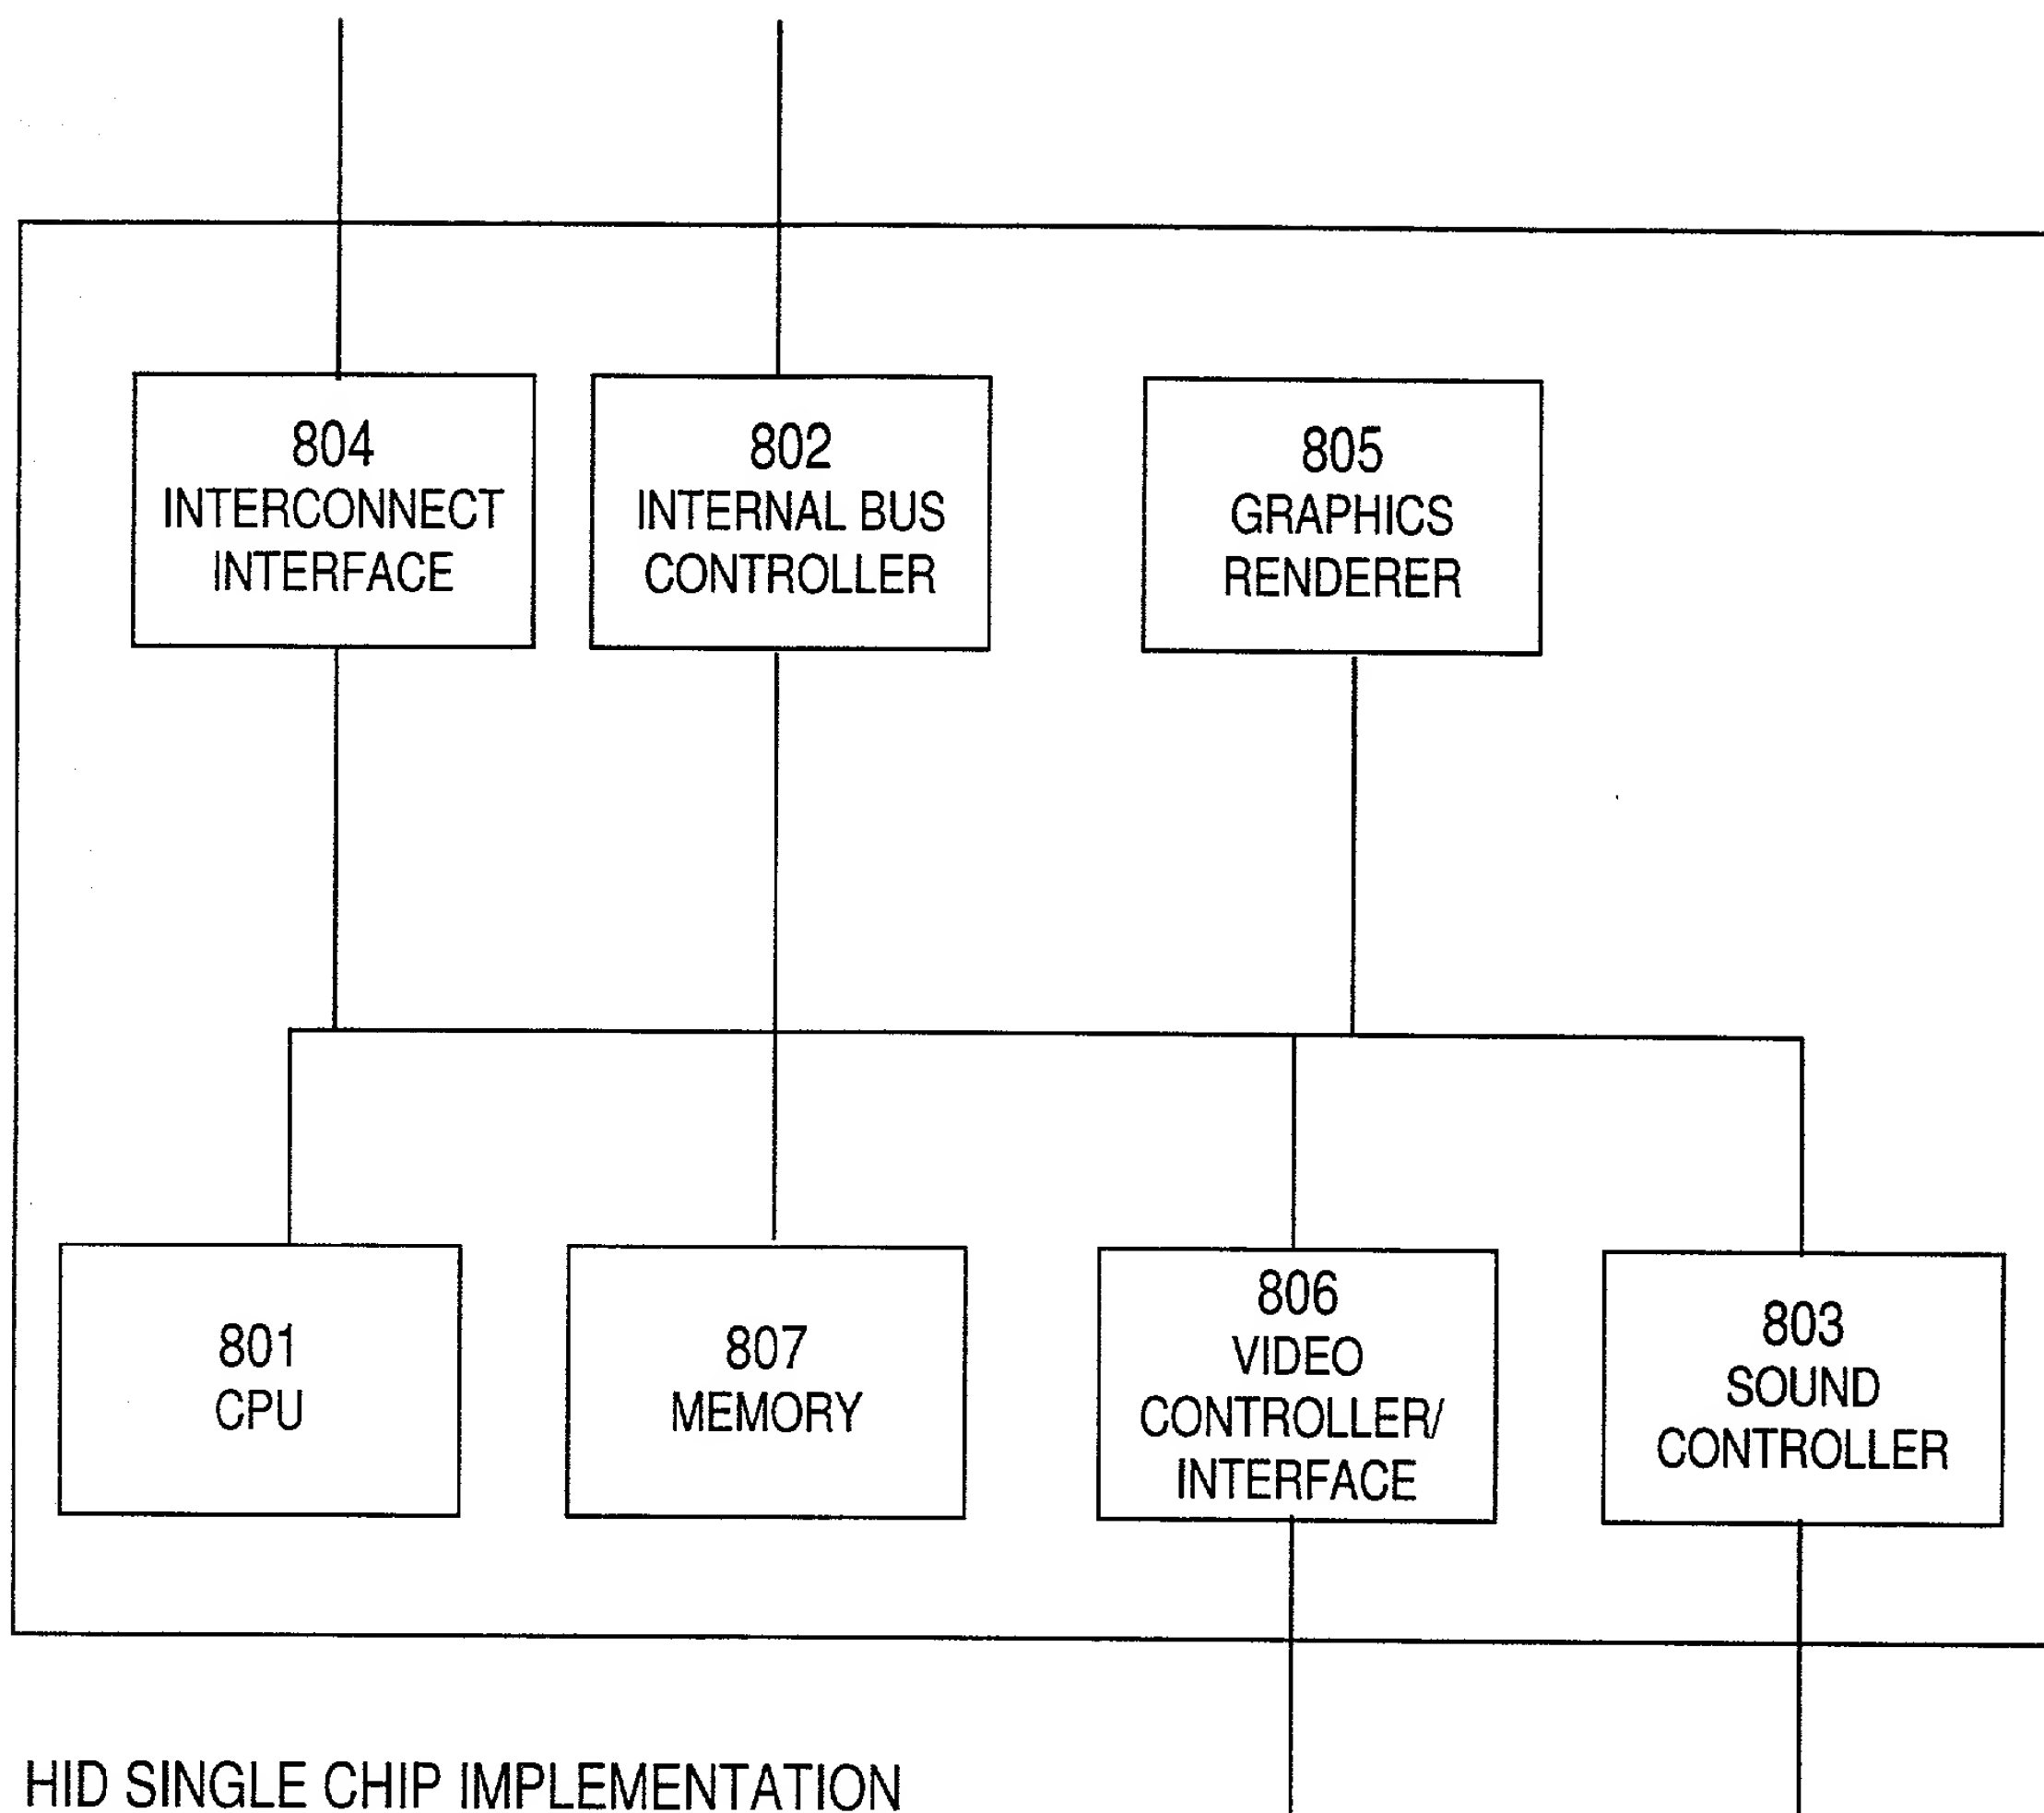 804
INTERCONNECT
INTERFACE
802
INTERNAL BUS
CONTROLLER
805
GRAPHICS
RENDERER
801
CPU
807
MEMORY
806
VIDEO
CONTROLLER/
INTERFACE
803
SOUND
CONTROLLER
HID SINGLE CHIP IMPLEMENTATION